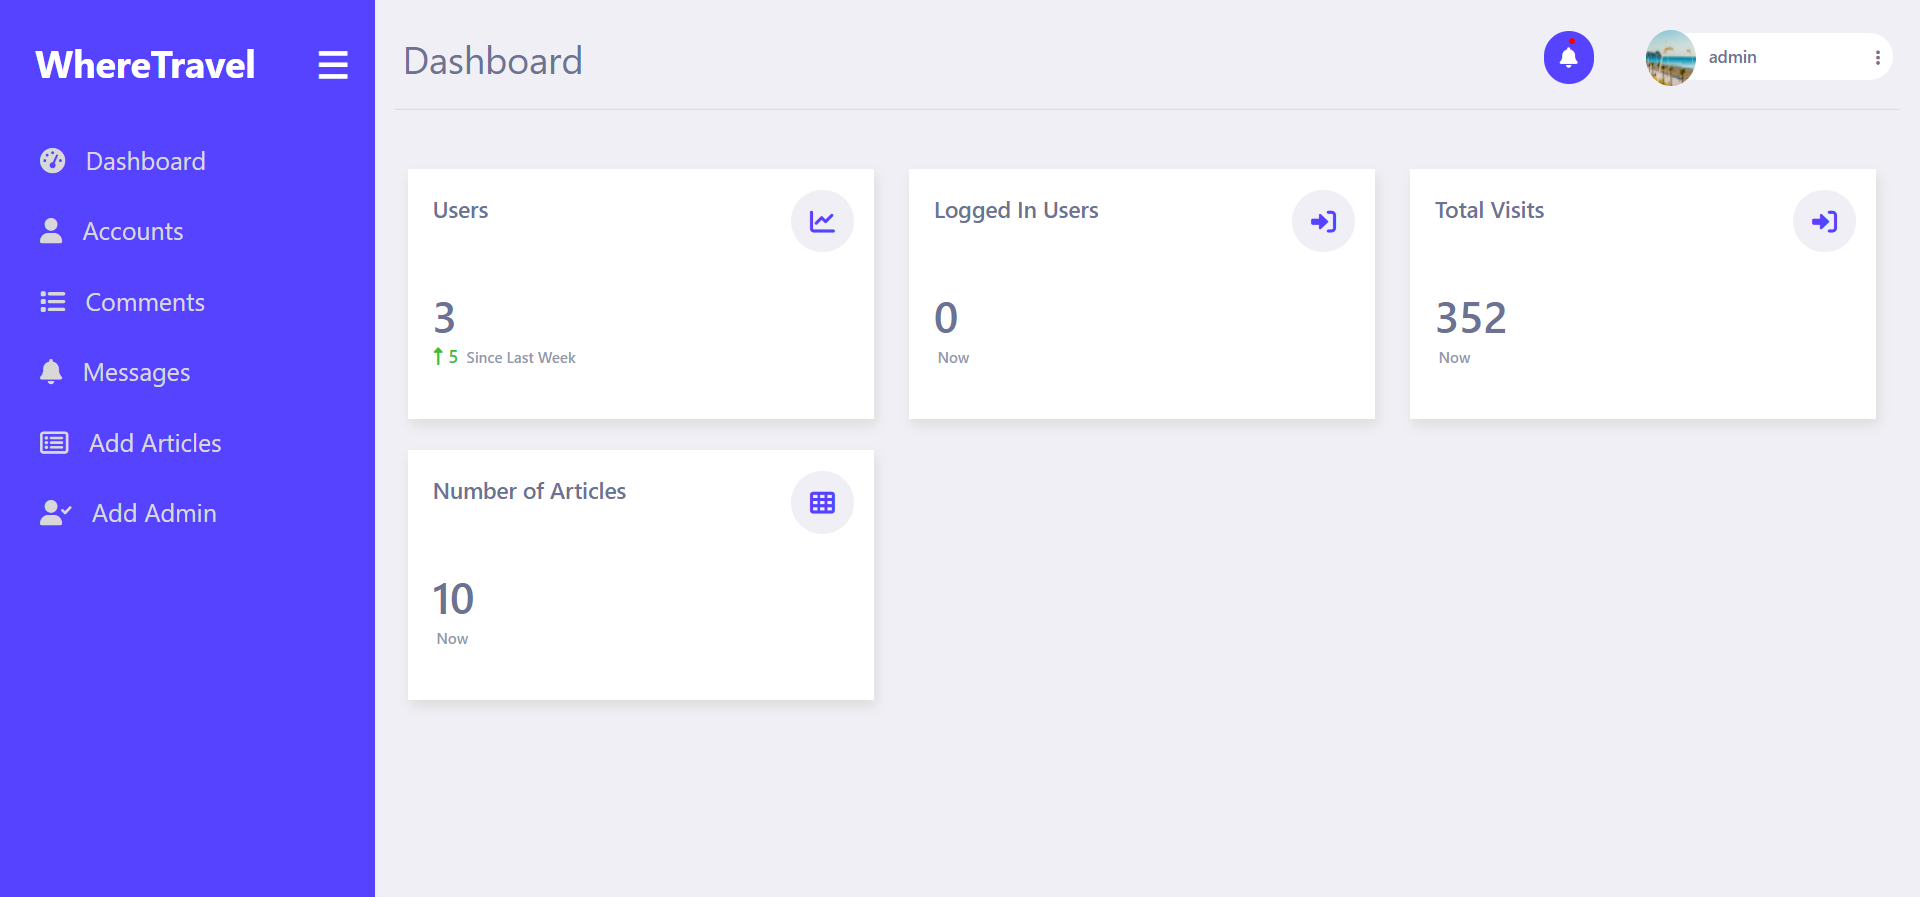 WhereTravel
Dashboard
Accounts
Comments
Messages
Add Articles
Add Admin
Dashboard
admin
Users
3
5 Since Last Week
Logged In Users
0
Now
Total Visits
352
Now
Number of Articles
10
Now